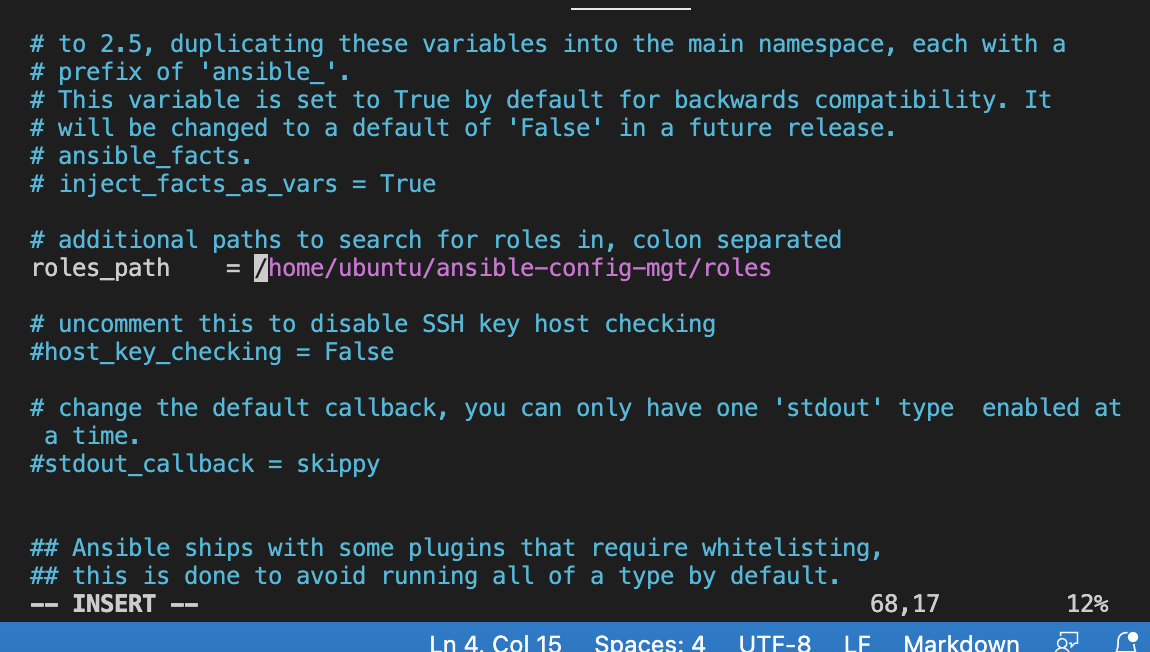 # to 2.5, duplicating these variables into the main namespace, each with a
# prefix of 'ansible_'.
# This variable is set to True by default for backwards compatibility. It
# will be changed to a default of 'False' in a future release.
# ansible_facts.
# inject_facts_as_vars = True
# additional paths to search for roles in, colon separated
roles_path    = /home/ubuntu/ansible-config-mgt/roles
# uncomment this to disable SSH key host checking
#host_key_checking = False
# change the default callback, you can only have one 'stdout' type  enabled at
 a time.
#stdout_callback = skippy
## Ansible ships with some plugins that require whitelisting,
## this is done to avoid running all of a type by default.
-- INSERT -- 68,17 12%
Ln 4, Col 15 Spaces: 4 UTF-8 LF Markdown